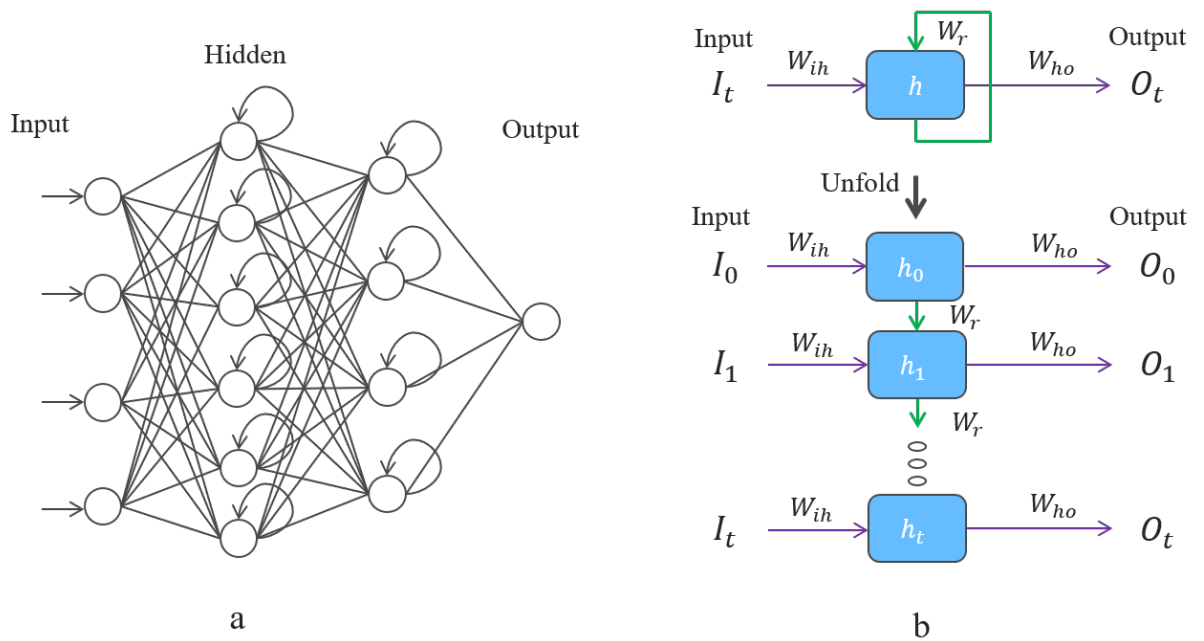 Hidden
Input
Output
a
Input
Output
W_r
W_ih
W_ho
I_t
h
O_t
Unfold
Input
Output
W_ih
W_ho
I_0
h_0
O_0
W_r
W_ih
W_ho
I_1
h_1
O_1
W_r
W_ih
W_ho
I_t
h_t
O_t
b